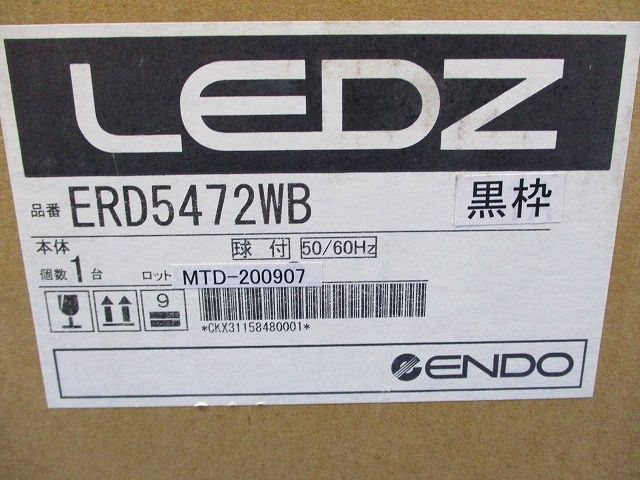 LEDZ
品番 ERD5472WB 黒枠
本体 球付 50/60Hz
個数 1台 ロット MTD-200907
9
*CKX31158480001*
ENDO